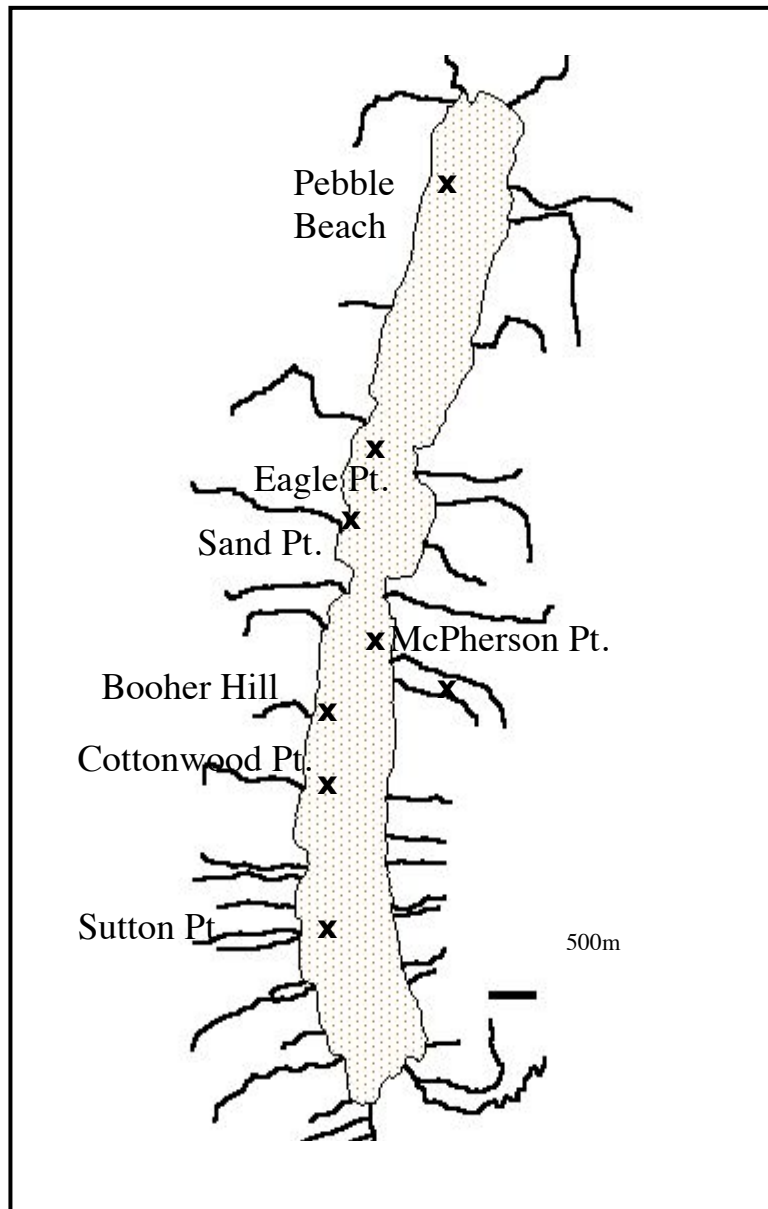 Pebble
Beach
Eagle Pt.
Sand Pt.
McPherson Pt.
Booher Hill
Cottonwood Pt.
Sutton Pt.
500m